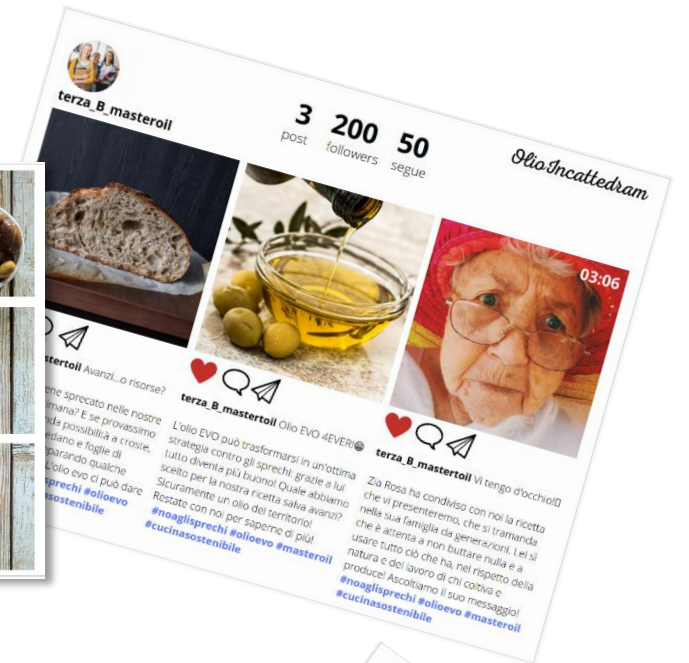 terza_B_masteroil
3 200 50
post followers segue
OlioIncattedram
03:06
stertoil Avanzi...o risorse?
ene sprecato nelle nostre
imana? E se provassimo
nda possibilità a croste,
edano e foglie di
parando qualche
L'olio evo ci può dare
sprechi #olioevo
asostenibile
terza_B_mastertoil Olio EVO 4EVER!😄
L'olio EVO può trasformarsi in un'ottima
strategia contro gli sprechi: grazie a lui
tutto diventa più buono! Quale abbiamo
scelto per la nostra ricetta salva avanzi?
Sicuramente un olio del territorio!
Restate con noi per saperne di più!
#noaglisprechi #olioevo #masteroil
#cucinasostenibile
terza_B_mastertoil Vi tengo d'occhio!
Zia Rosa ha condiviso con noi la ricetta
che vi presenteremo, che si tramanda
nella sua famiglia da generazioni. Lei sì
che è attenta a non buttare nulla e a
usare tutto ciò che ha, nel rispetto della
natura e del lavoro di chi coltiva e
produce! Ascoltiamo il suo messaggio!
#noaglisprechi #olioevo #masteroil
#cucinasostenibile